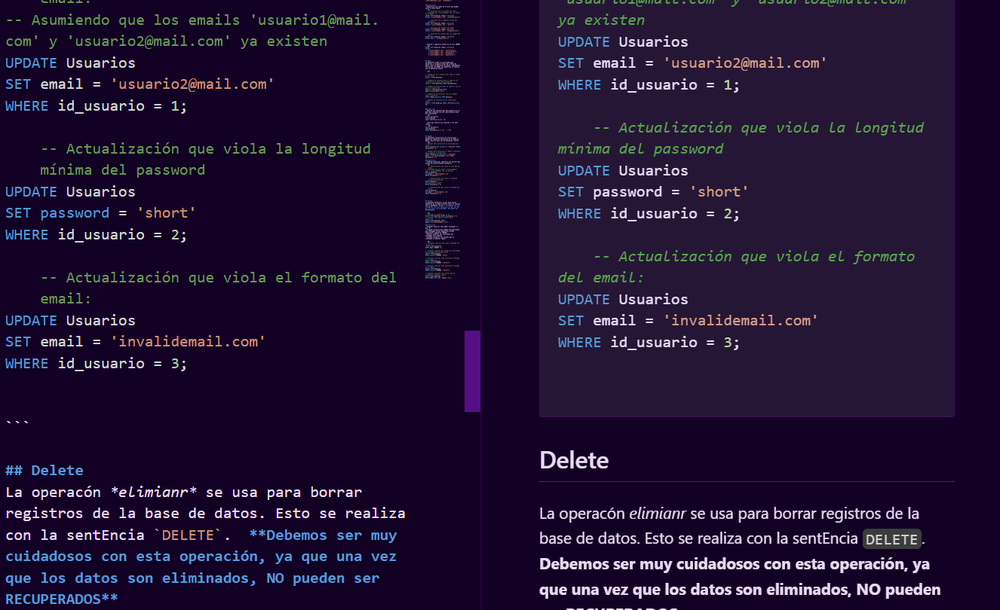 email:
-- Asumiendo que los emails 'usuario1@mail.
com' y 'usuario2@mail.com' ya existen
UPDATE Usuarios
SET email = 'usuario2@mail.com'
WHERE id_usuario = 1;
-- Actualización que viola la longitud
mínima del password
UPDATE Usuarios
SET password = 'short'
WHERE id_usuario = 2;
-- Actualización que viola el formato del
email:
UPDATE Usuarios
SET email = 'invalidemail.com'
WHERE id_usuario = 3;
```
## Delete
La operacón *elimianr* se usa para borrar
registros de la base de datos. Esto se realiza
con la sentEncia `DELETE`.  **Debemos ser muy
cuidadosos con esta operación, ya que una vez
que los datos son eliminados, NO pueden ser
RECUPERADOS**
'usuario1@mail.com' y 'usuario2@mail.com'
ya existen
UPDATE Usuarios
SET email = 'usuario2@mail.com'
WHERE id_usuario = 1;
-- Actualización que viola la longitud
mínima del password
UPDATE Usuarios
SET password = 'short'
WHERE id_usuario = 2;
-- Actualización que viola el formato
del email:
UPDATE Usuarios
SET email = 'invalidemail.com'
WHERE id_usuario = 3;
Delete
La operacón elimianr se usa para borrar registros de la
base de datos. Esto se realiza con la sentEncia DELETE.
Debemos ser muy cuidadosos con esta operación, ya
que una vez que los datos son eliminados, NO pueden
RECUPERADOS